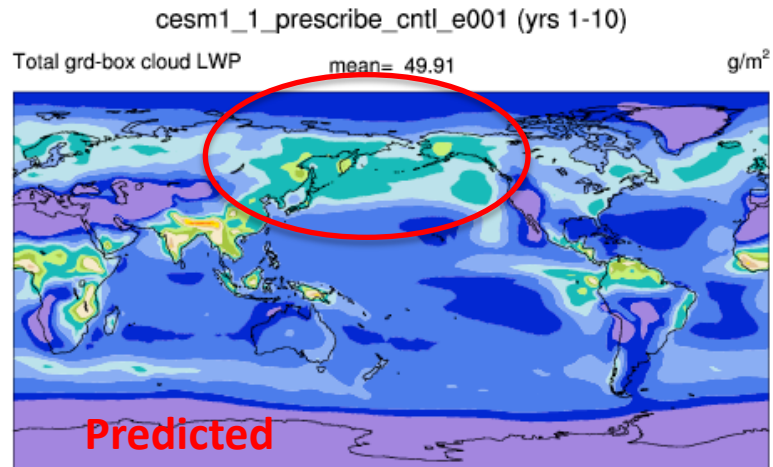 cesm1_1_prescribe_cntl_e001 (yrs 1-10)
Total grd-box cloud LWP mean= 49.91 g/m²
Predicted